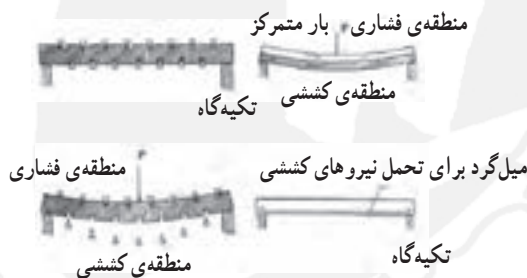 منطقه‌ی فشاری P بار متمرکز
منطقه‌ی کششی
تکیه‌گاه
میل‌گرد برای تحمل نیروهای کششی
P
منطقه‌ی فشاری
تکیه‌گاه
منطقه‌ی کششی